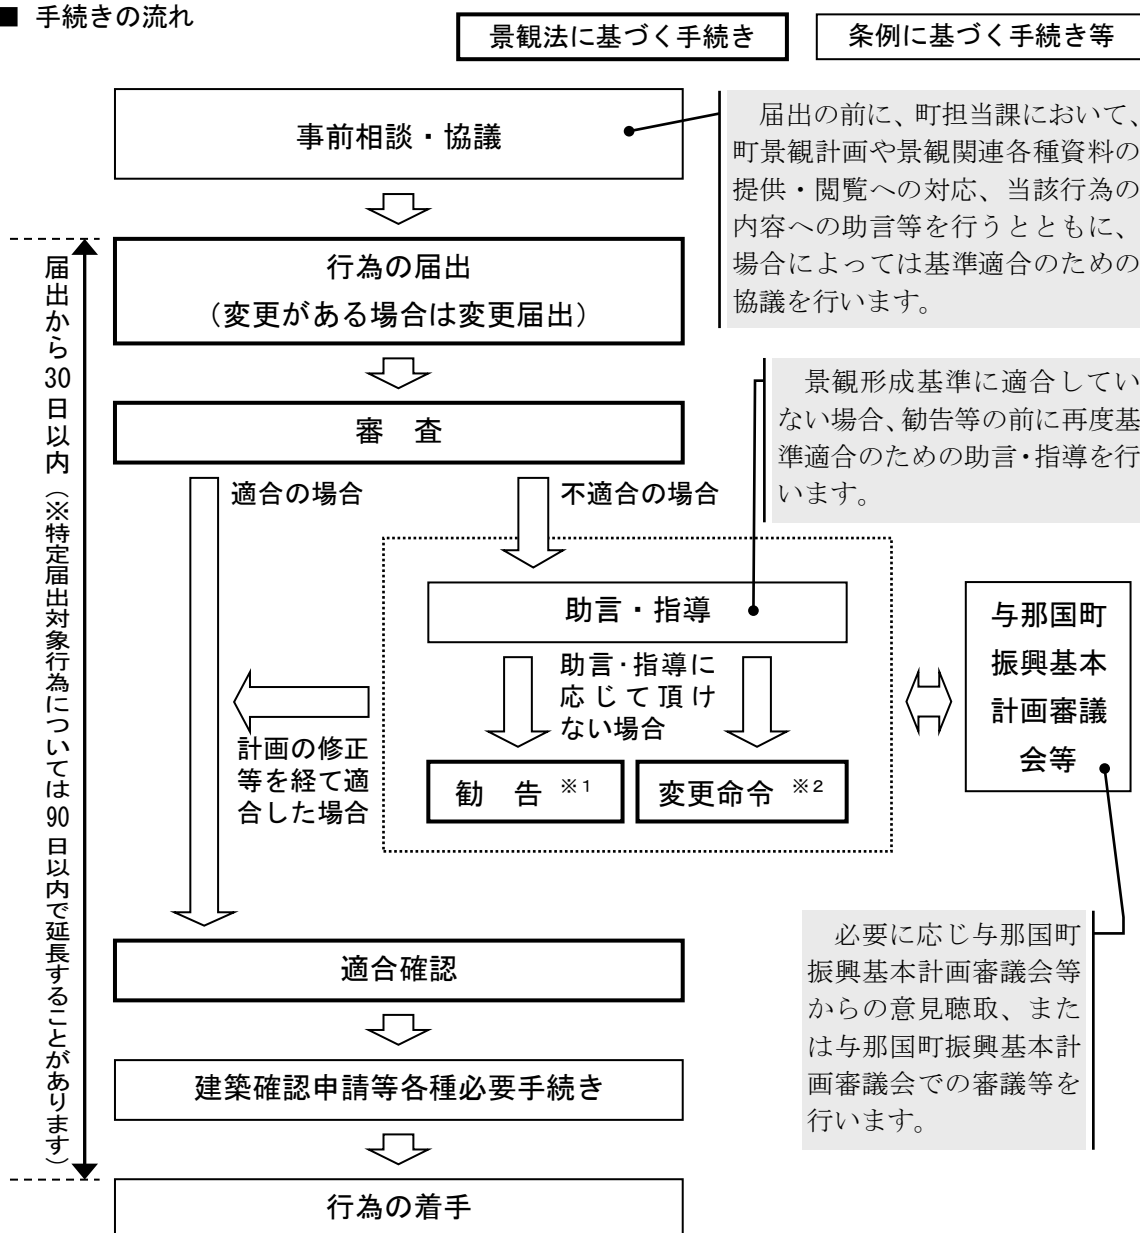 ■ 手続きの流れ
景観法に基づく手続き
条例に基づく手続き等
事前相談・協議
届出の前に、町担当課において、
町景観計画や景観関連各種資料の
提供・閲覧への対応、当該行為の
内容への助言等を行うとともに、
場合によっては基準適合のための
協議を行います。
行為の届出
（変更がある場合は変更届出）
届出から30日以内（※特定届出対象行為については90日以内で延長することがあります）
審　査
景観形成基準に適合してい
ない場合、勧告等の前に再度基
準適合のための助言・指導を行
います。
適合の場合
不適合の場合
助言・指導
助言・指導に
応じて頂け
ない場合
勧　告 ※１
変更命令 ※２
計画の修正
等を経て適
合した場合
与那国町
振興基本
計画審議
会等
必要に応じ与那国町
振興基本計画審議会等
からの意見聴取、また
は与那国町振興基本計
画審議会での審議等を
行います。
適合確認
建築確認申請等各種必要手続き
行為の着手